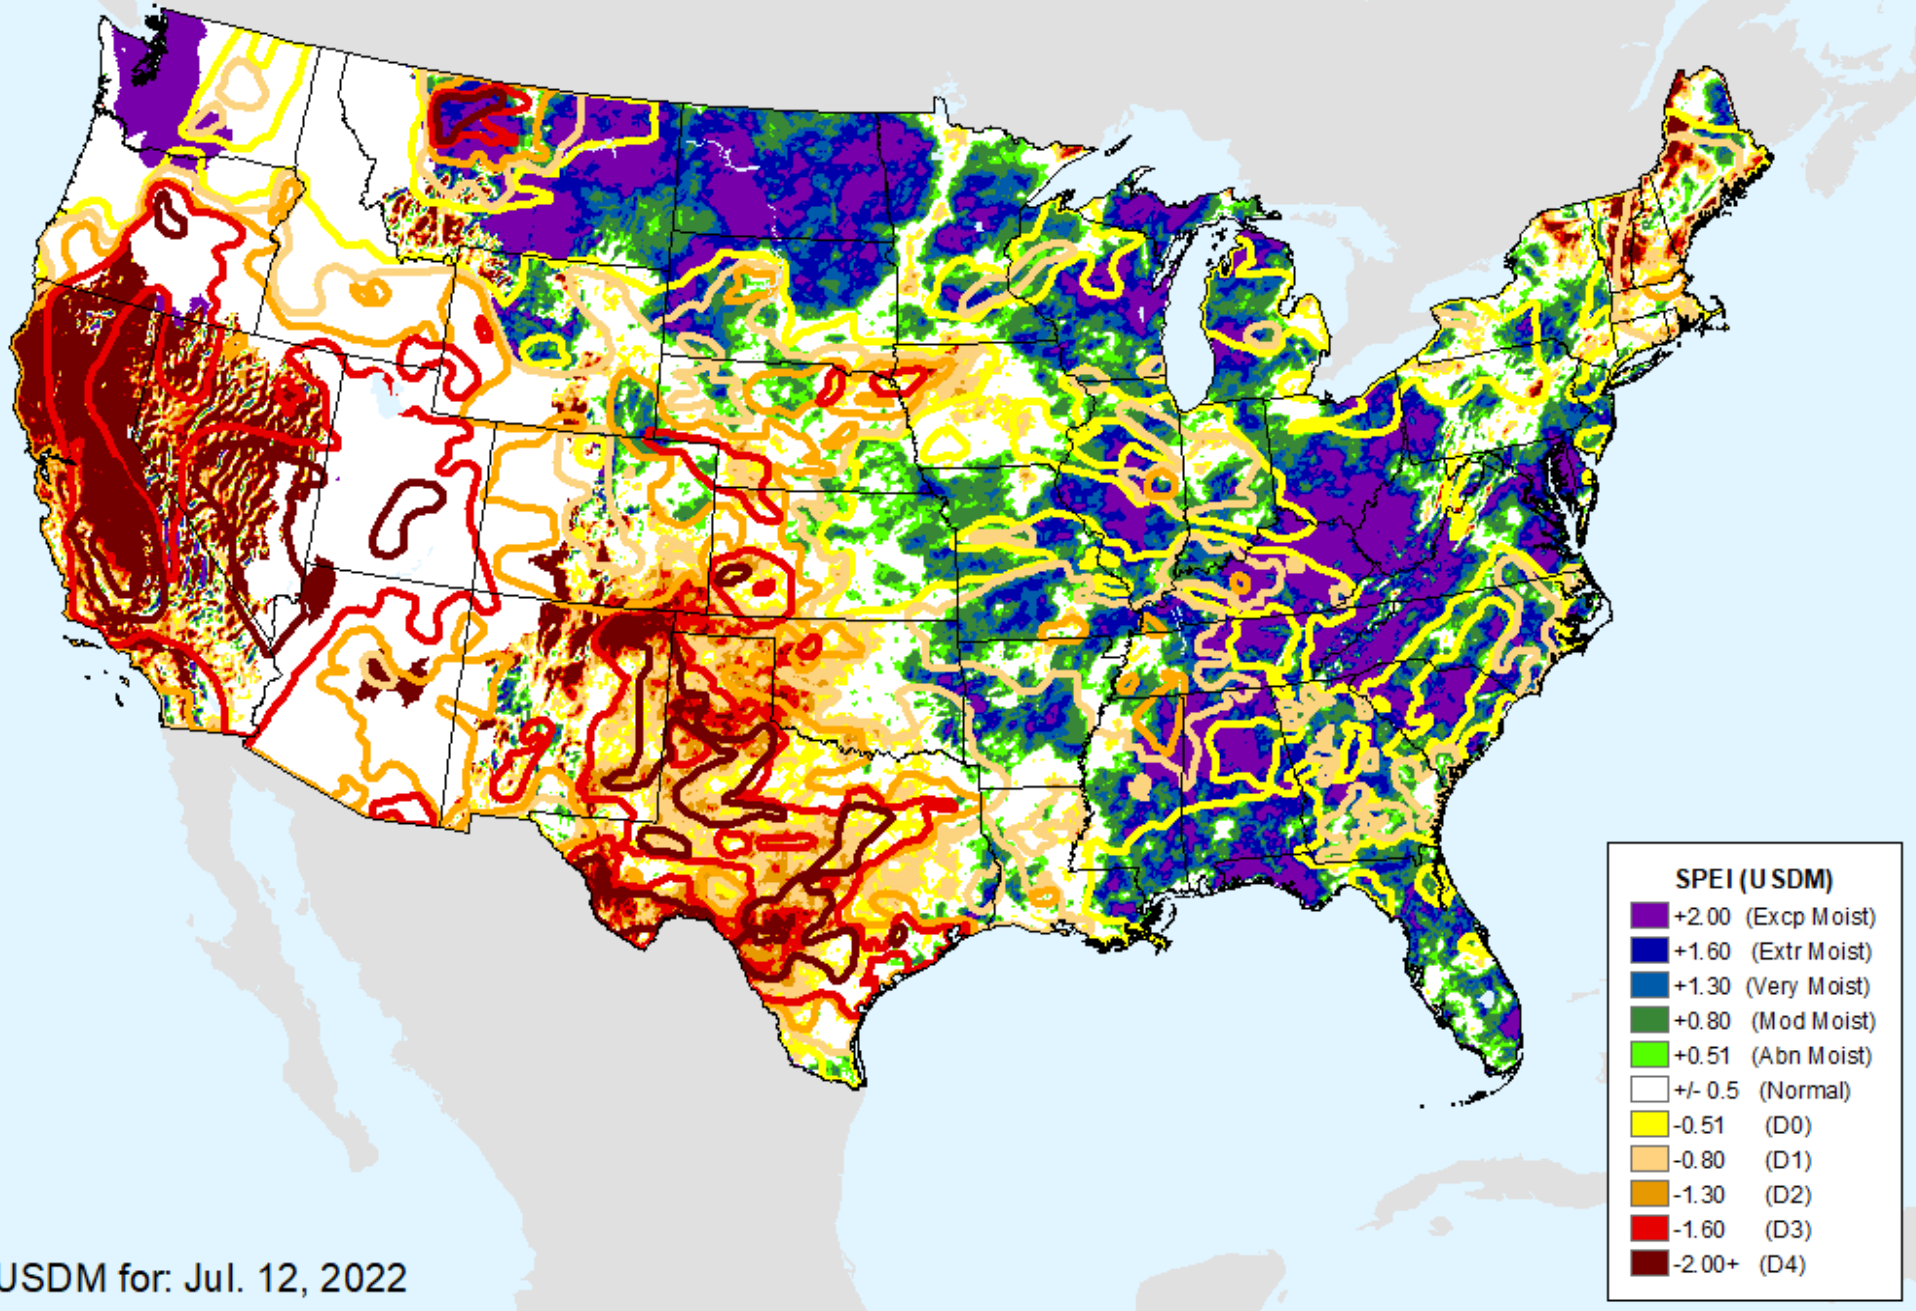 SPEI (USDM)
+2.00 (Excp Moist)
+1.60 (Extr Moist)
+1.30 (Very Moist)
+0.80 (Mod Moist)
+0.51 (Abn Moist)
+/- 0.5 (Normal)
-0.51 (D0)
-0.80 (D1)
-1.30 (D2)
-1.60 (D3)
-2.00+ (D4)
USDM for: Jul. 12, 2022